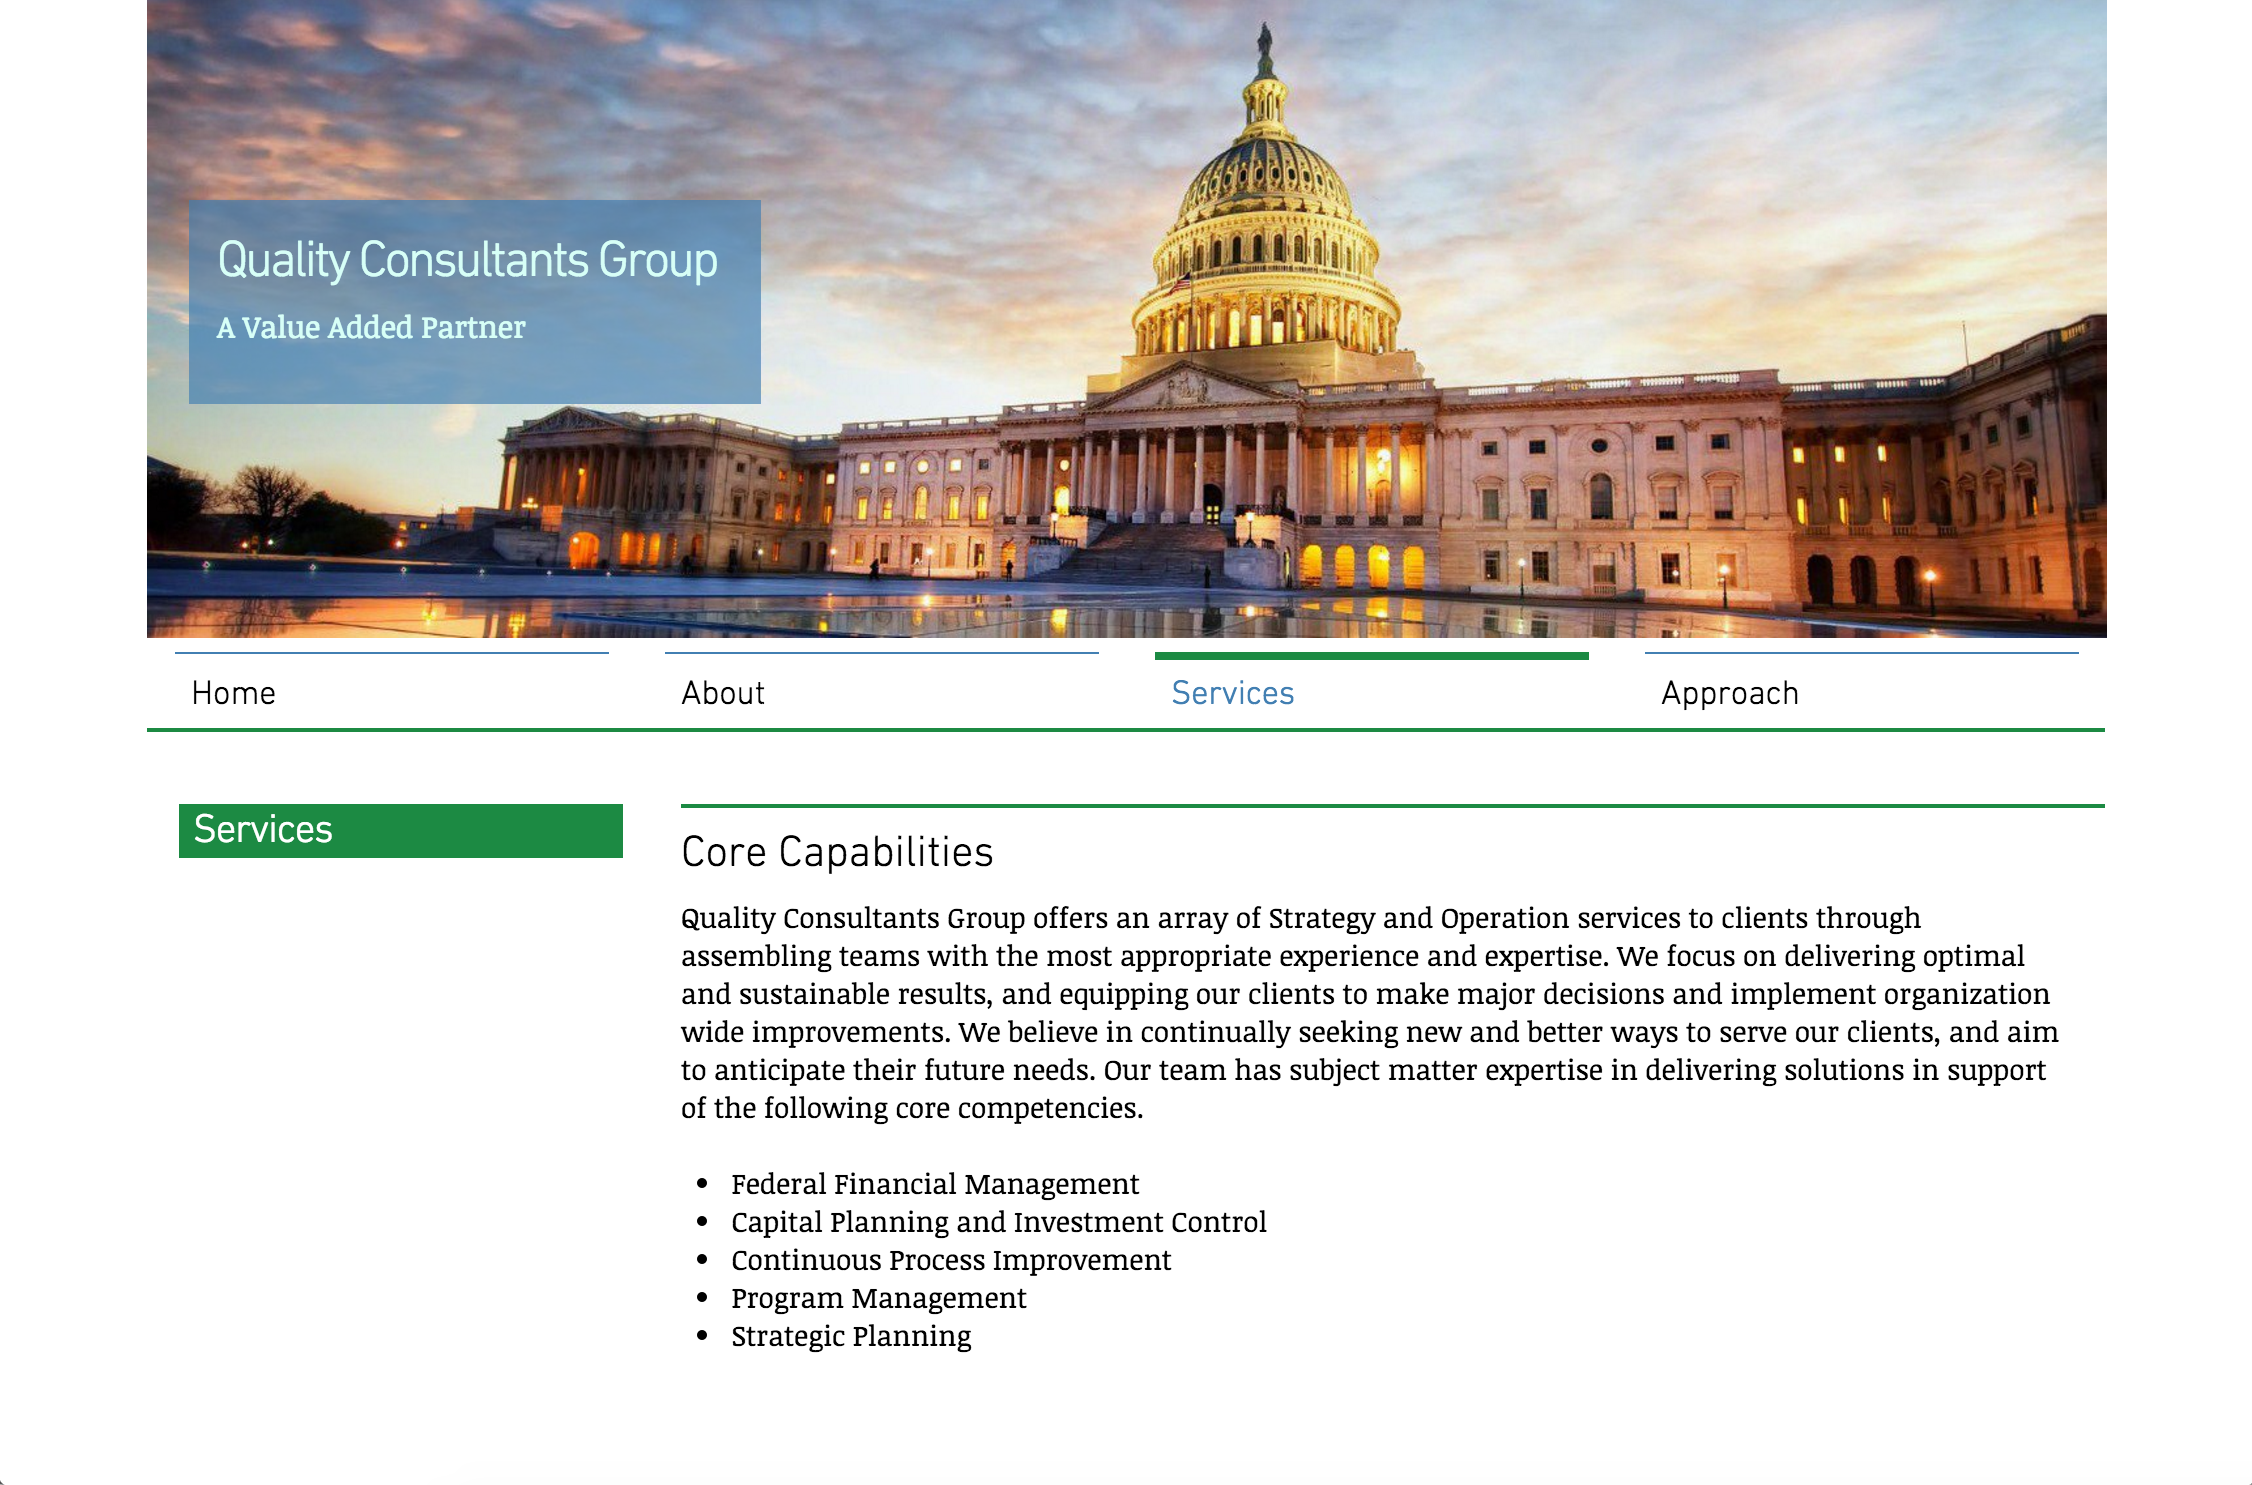 Quality Consultants Group
A Value Added Partner
Home
About
Services
Approach
Services
Core Capabilities
Quality Consultants Group offers an array of Strategy and Operation services to clients through
assembling teams with the most appropriate experience and expertise. We focus on delivering optimal
and sustainable results, and equipping our clients to make major decisions and implement organization
wide improvements. We believe in continually seeking new and better ways to serve our clients, and aim
to anticipate their future needs. Our team has subject matter expertise in delivering solutions in support
of the following core competencies.
• Federal Financial Management
• Capital Planning and Investment Control
• Continuous Process Improvement
• Program Management
• Strategic Planning